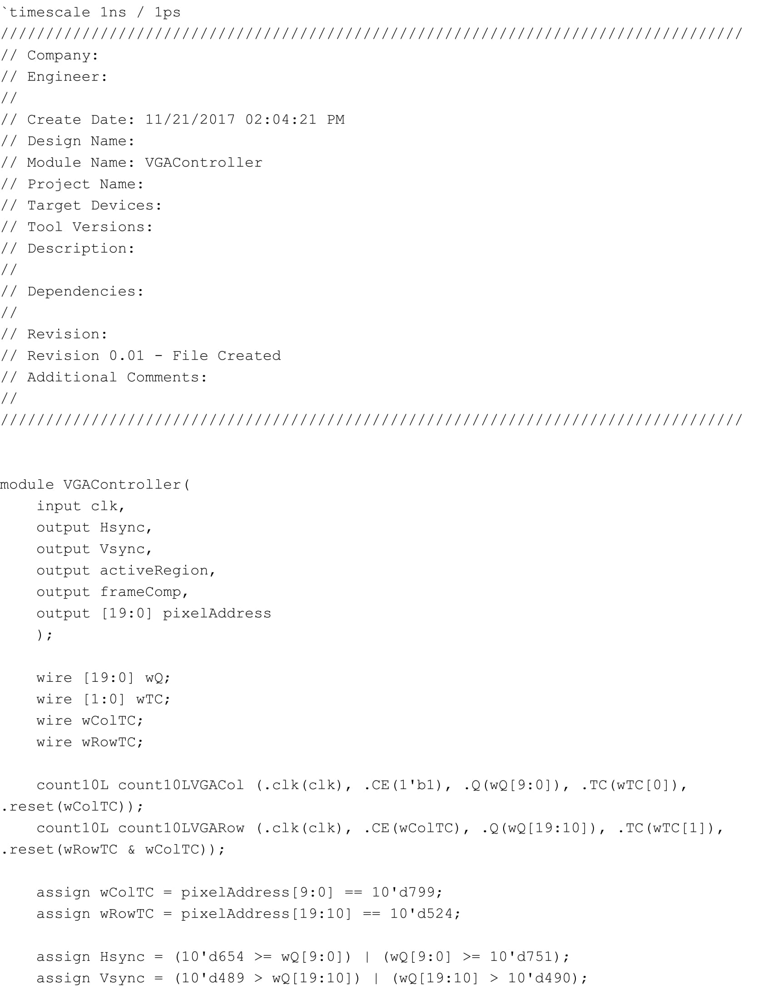 `timescale 1ns / 1ps
//////////////////////////////////////////////////////////////////////////////////
// Company:
// Engineer:
//
// Create Date: 11/21/2017 02:04:21 PM
// Design Name:
// Module Name: VGAController
// Project Name:
// Target Devices:
// Tool Versions:
// Description:
//
// Dependencies:
//
// Revision:
// Revision 0.01 - File Created
// Additional Comments:
//
//////////////////////////////////////////////////////////////////////////////////
module VGAController(
    input clk,
    output Hsync,
    output Vsync,
    output activeRegion,
    output frameComp,
    output [19:0] pixelAddress
    );
    wire [19:0] wQ;
    wire [1:0] wTC;
    wire wColTC;
    wire wRowTC;
    count10L count10LVGACol (.clk(clk), .CE(1'b1), .Q(wQ[9:0]), .TC(wTC[0]),
.reset(wColTC));
    count10L count10LVGARow (.clk(clk), .CE(wColTC), .Q(wQ[19:10]), .TC(wTC[1]),
.reset(wRowTC & wColTC));
    assign wColTC = pixelAddress[9:0] == 10'd799;
    assign wRowTC = pixelAddress[19:10] == 10'd524;
    assign Hsync = (10'd654 >= wQ[9:0]) | (wQ[9:0] >= 10'd751);
    assign Vsync = (10'd489 > wQ[19:10]) | (wQ[19:10] > 10'd490);